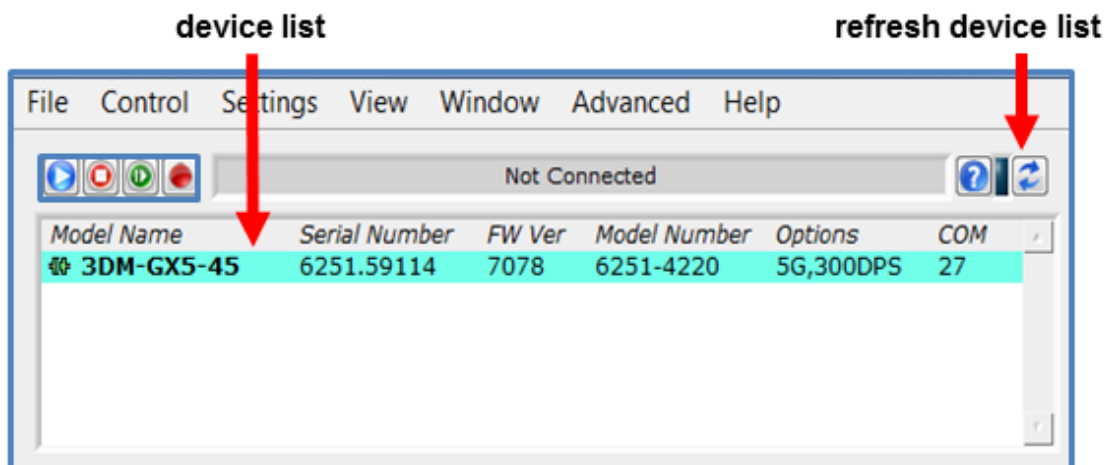 device list refresh device list
File Control Settings View Window Advanced Help
Not Connected
Model Name Serial Number FW Ver Model Number Options COM
3DM-GX5-45 6251.59114 7078 6251-4220 5G,300DPS 27